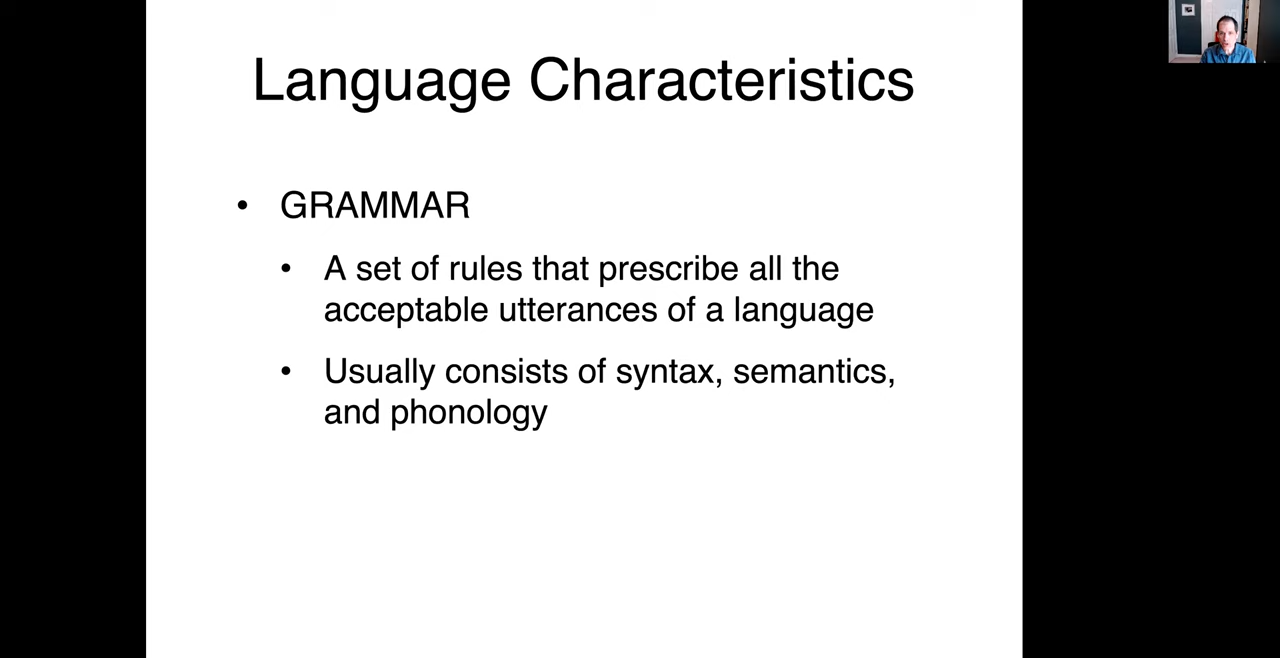 Language Characteristics
• GRAMMAR
• A set of rules that prescribe all the
acceptable utterances of a language
• Usually consists of syntax, semantics,
and phonology